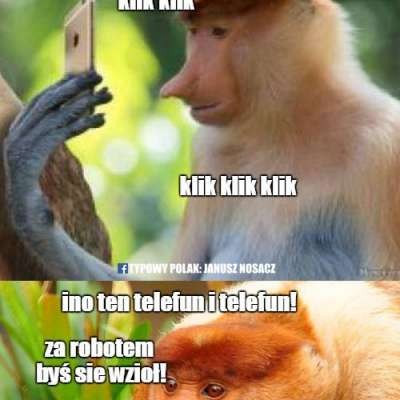 klik klik
klik klik klik
TYPOWY POLAK: JANUSZ NOSACZ
ino ten telefun i telefun!
za robotem
byś sie wzioł!